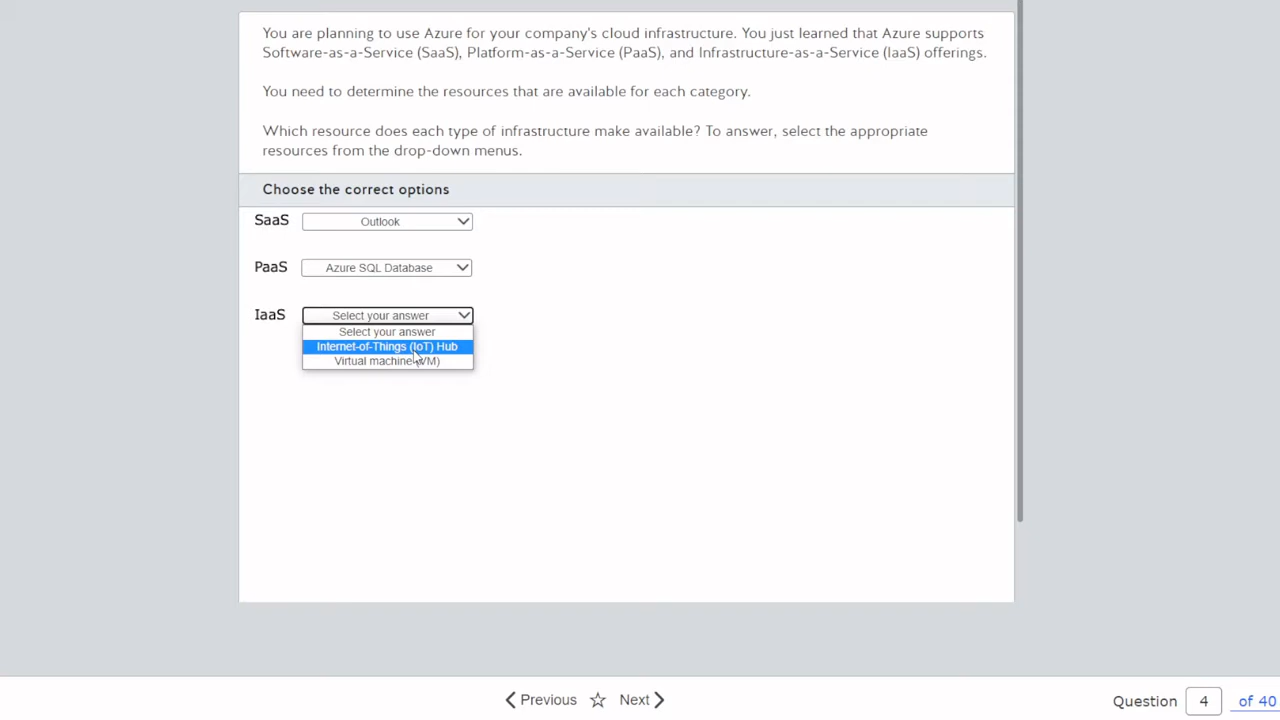 You are planning to use Azure for your company's cloud infrastructure. You just learned that Azure supports
Software-as-a-Service (SaaS), Platform-as-a-Service (PaaS), and Infrastructure-as-a-Service (IaaS) offerings.
You need to determine the resources that are available for each category.
Which resource does each type of infrastructure make available? To answer, select the appropriate
resources from the drop-down menus.
Choose the correct options
SaaS Outlook
PaaS Azure SQL Database
IaaS Select your answer
Select your answer
Internet-of-Things (IoT) Hub
Virtual machine (VM)
Previous Next Question 4 of 40